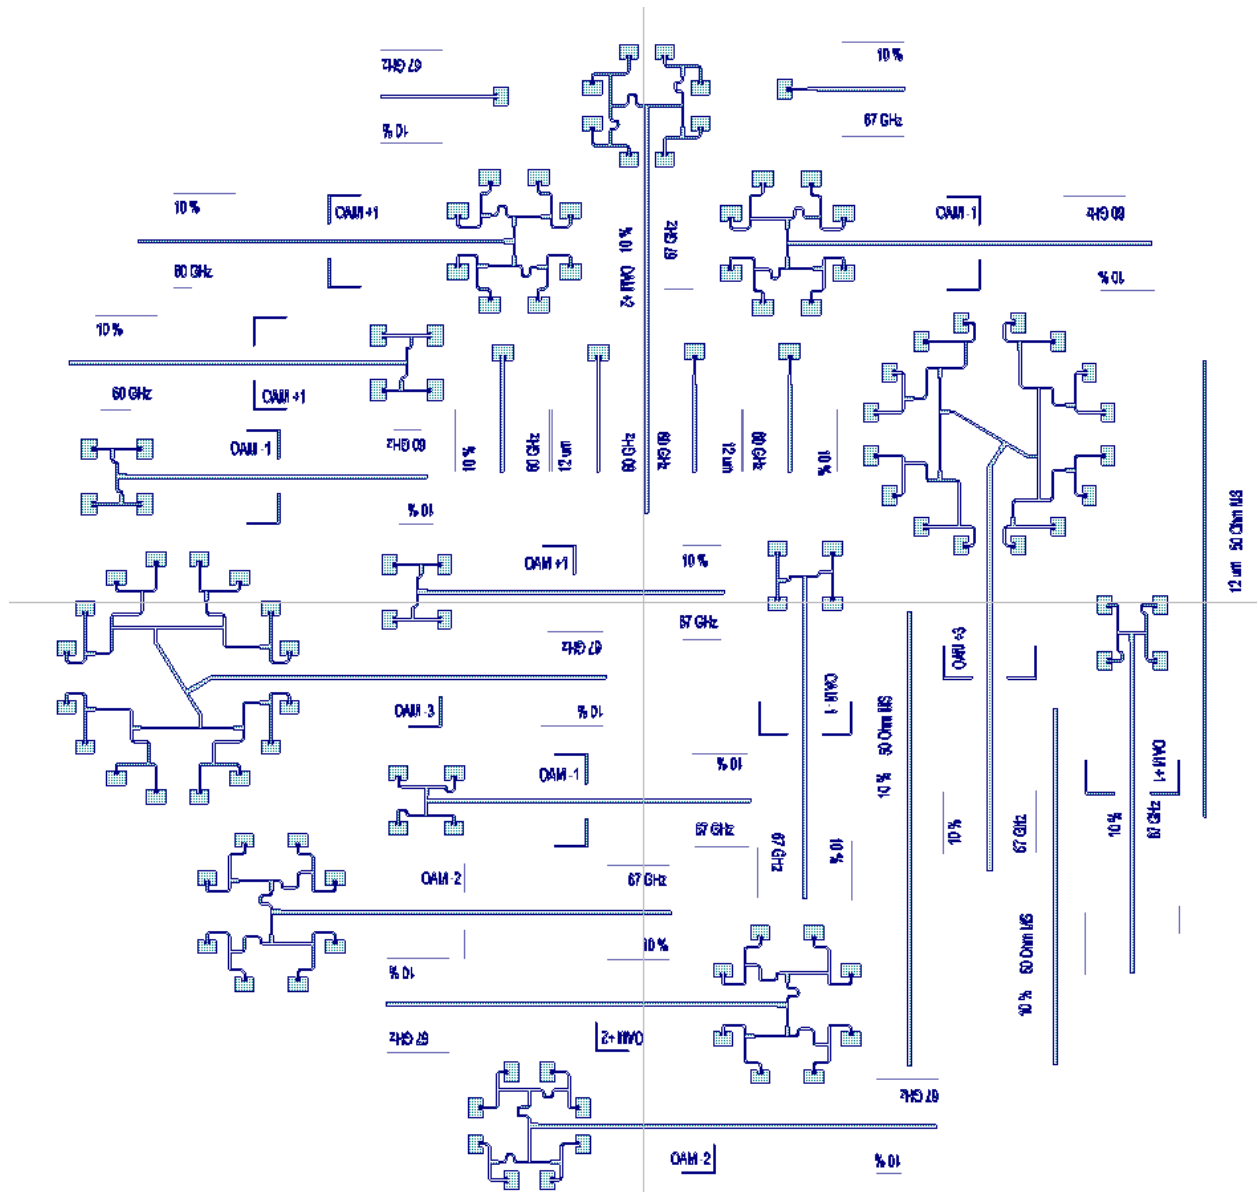 67 GHz
10 %
10 %
67 GHz
10 %
OAM +1
60 GHz
OAM +2 10 %
67 GHz
OAM -1
60 GHz
10 %
10 %
60 GHz
OAM +1
OAM -1
60 GHz
10 %
10 %
60 GHz
12 um
60 GHz
60 GHz
12 um
60 GHz
10 %
12 um 50 Ohm MS
OAM +1
10 %
67 GHz
67 GHz
10 %
OAM -3
OAM -1
10 %
67 GHz
OAM -1
67 GHz
10 %
10 % 50 Ohm MS
OAM +3
10 %
67 GHz
OAM +1
10 %
67 GHz
10 % 50 Ohm MS
OAM -2
67 GHz
10 %
10 %
67 GHz
OAM +2
67 GHz
OAM -2
10 %